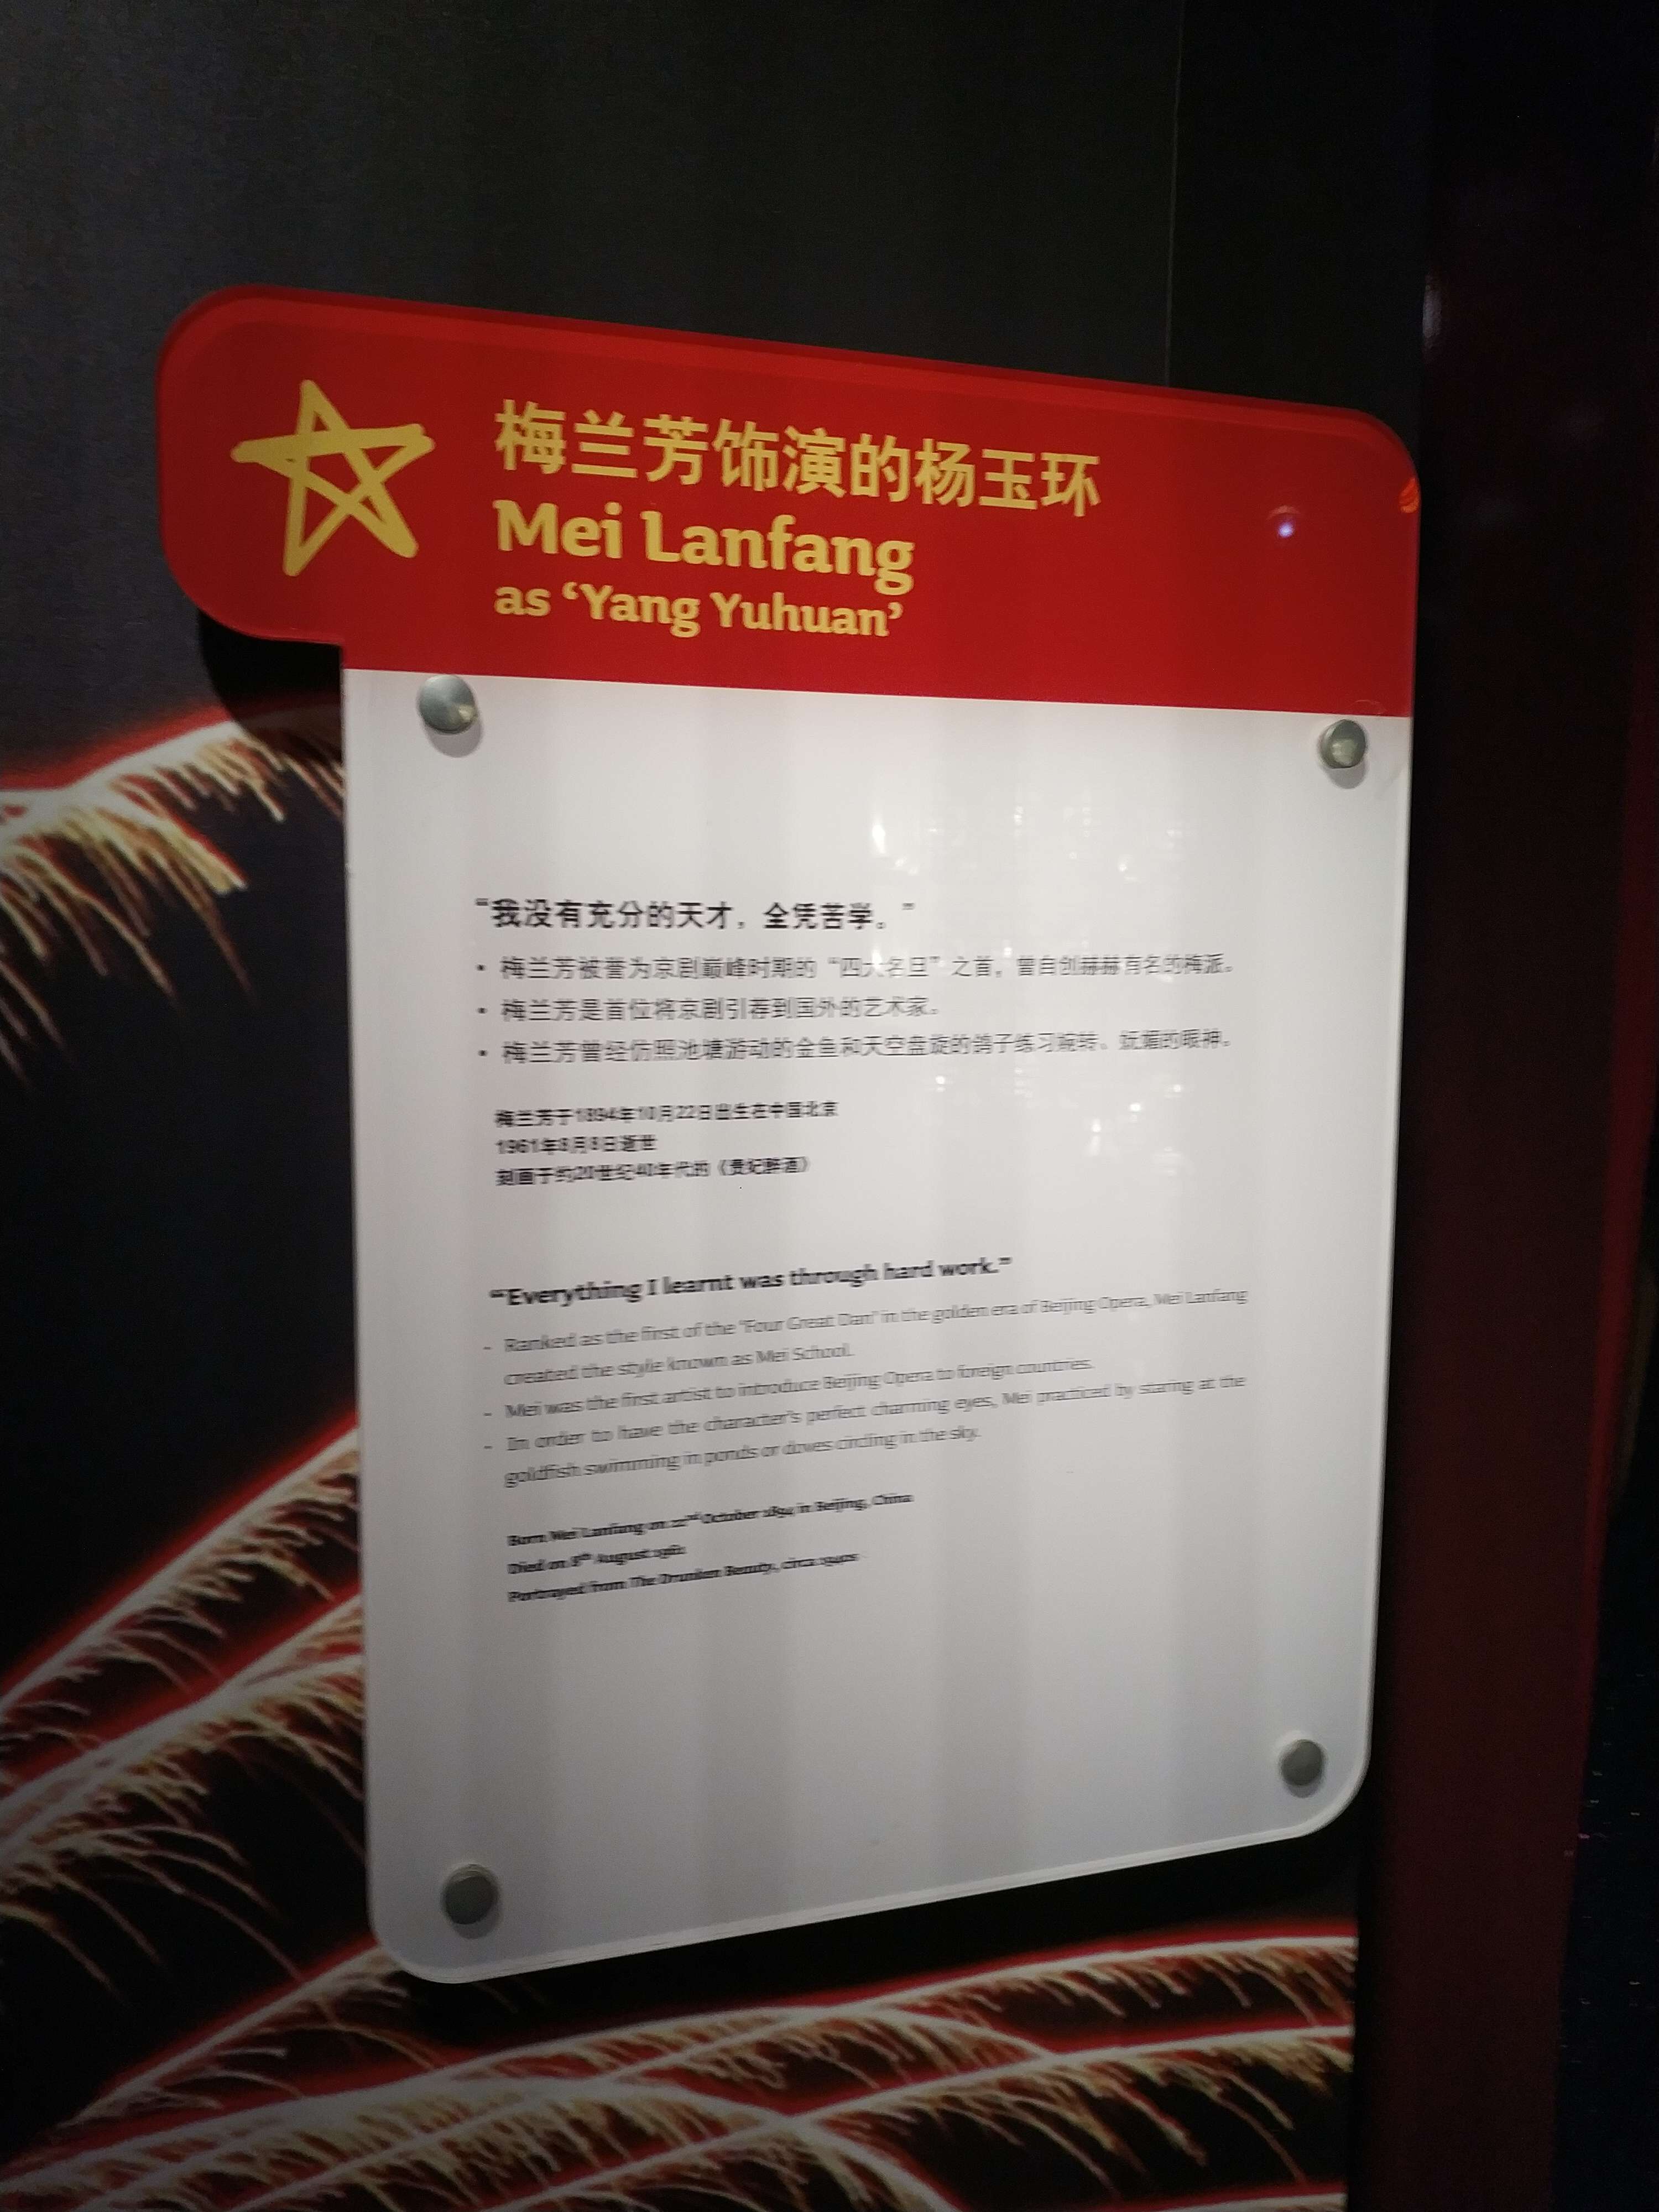 梅兰芳饰演的杨玉环
Mei Lanfang
as ‘Yang Yuhuan’
“我没有充分的天才，全凭苦学。”
• 梅兰芳被誉为京剧巅峰时期的“四大名旦”之首，曾自创赫赫有名的梅派。
• 梅兰芳是首位将京剧引荐到国外的艺术家。
• 梅兰芳曾经仿照池塘游动的金鱼和天空盘旋的鸽子练习婉转、妩媚的眼神。
梅兰芳于1894年10月22日出生在中国北京
1961年8月8日逝世
刻画于约20世纪40年代的《贵妃醉酒》
“Everything I learnt was through hard work.”
- Ranked as the first of the "Four Great Dan" in the golden era of Beijing Opera, Mei Lanfang
created the style known as Mei School.
- Mei was the first artist to introduce Beijing Opera to foreign countries.
- In order to have the character's perfect charming eyes, Mei practiced by staring at the
goldfish swimming in ponds or doves circling in the sky.
Born Mei Lanfang on 22nd October 1894 in Beijing, China
Died on 8th August 1961
Portrayed from The Drunken Beauty, circa 1940s